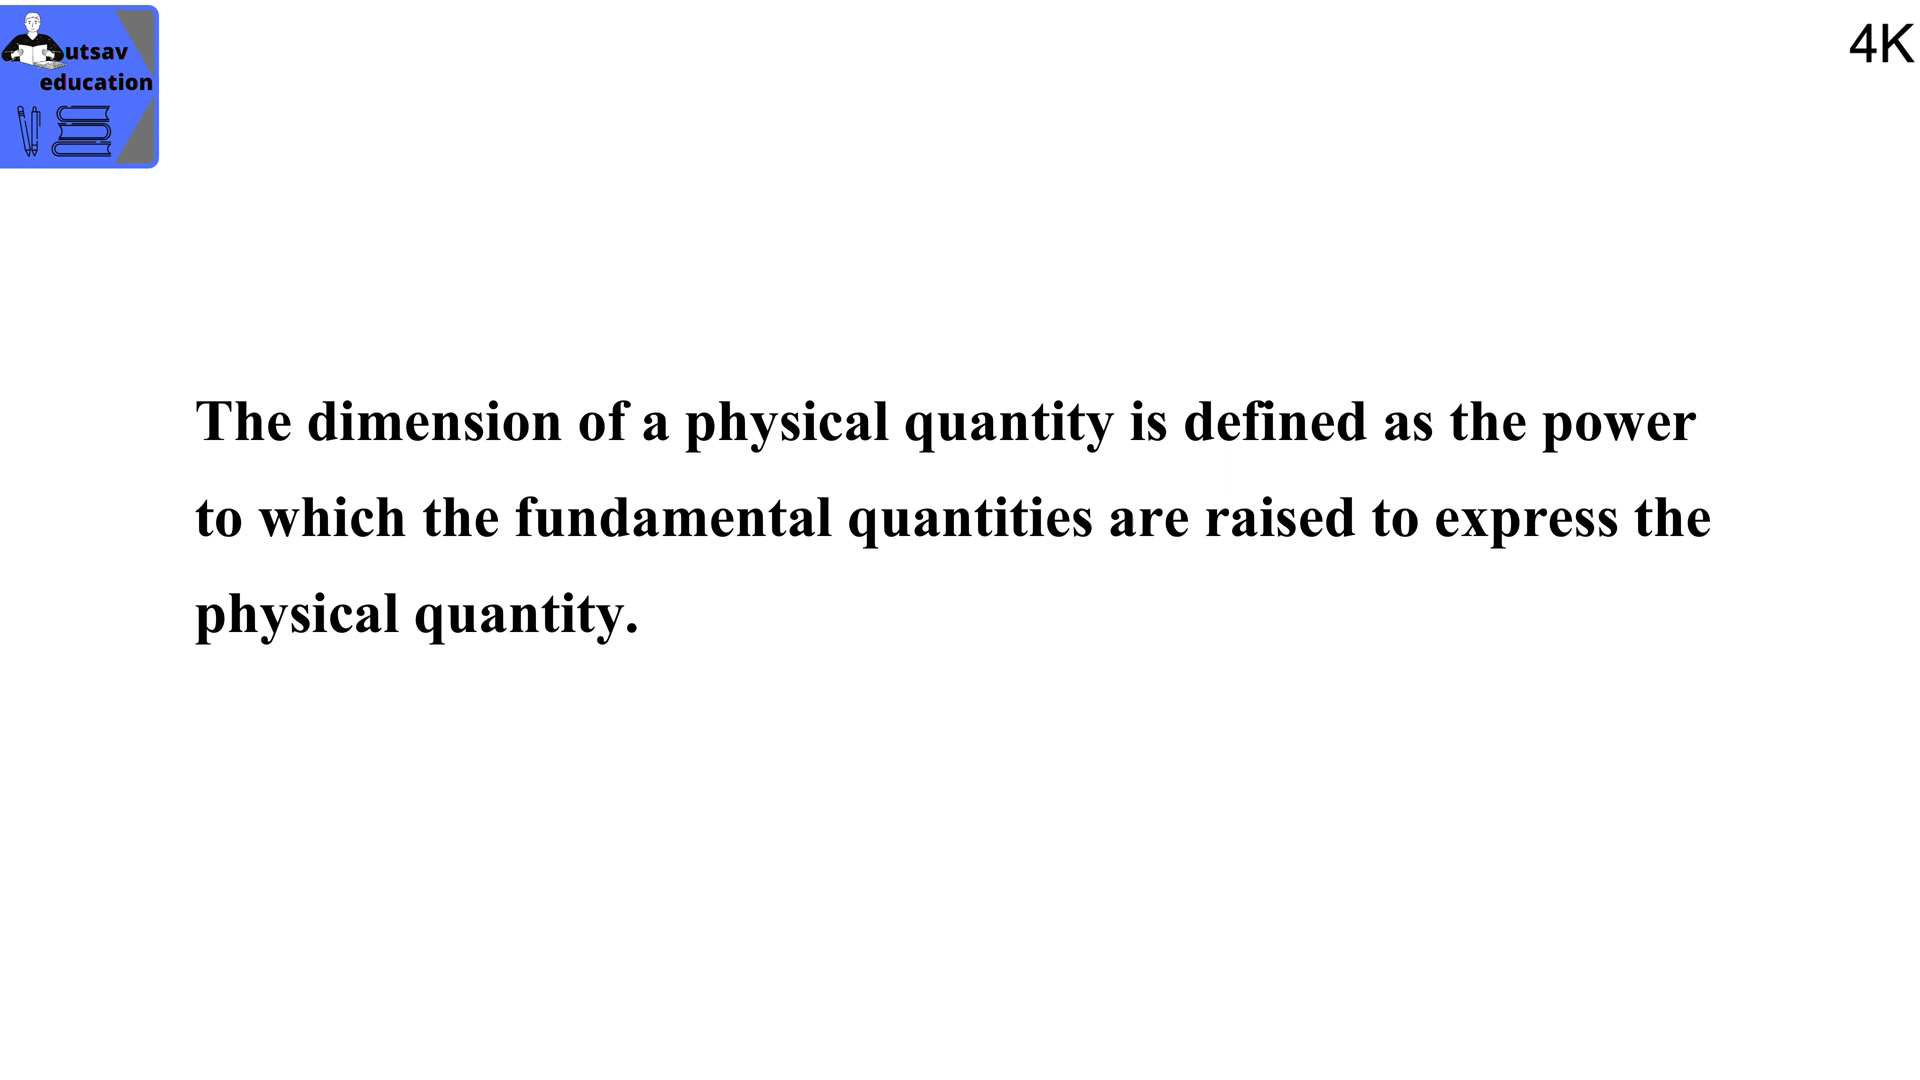 utsav
education
4K
The dimension of a physical quantity is defined as the power
to which the fundamental quantities are raised to express the
physical quantity.